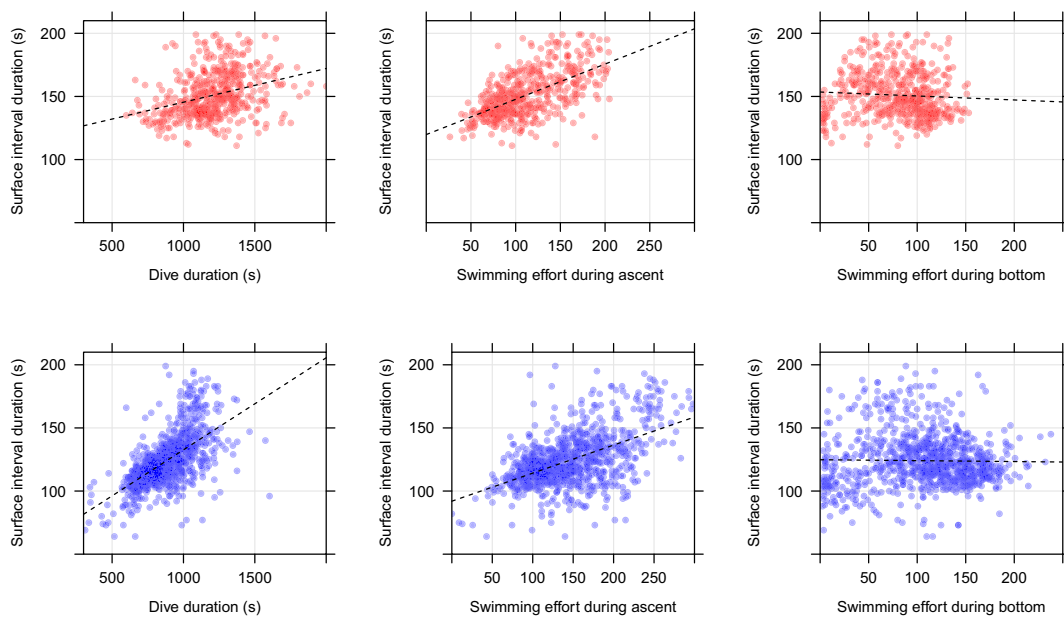 Surface interval duration (s)
200
150
100
500 1000 1500
Dive duration (s)
Surface interval duration (s)
200
150
100
50 100 150 200 250
Swimming effort during ascent
Surface interval duration (s)
200
150
100
50 100 150 200
Swimming effort during bottom
Surface interval duration (s)
200
150
100
500 1000 1500
Dive duration (s)
Surface interval duration (s)
200
150
100
50 100 150 200 250
Swimming effort during ascent
Surface interval duration (s)
200
150
100
50 100 150 200
Swimming effort during bottom